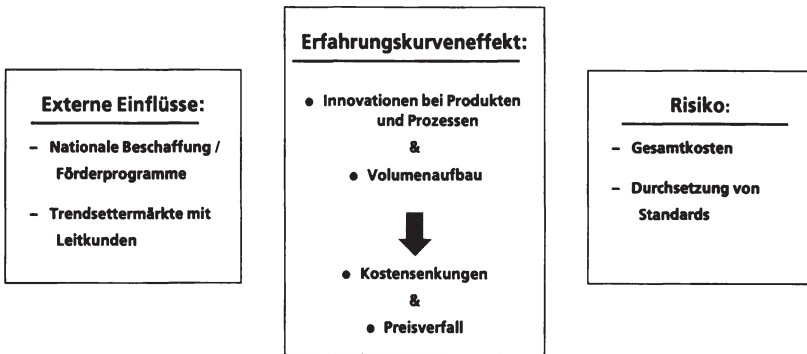 Externe Einflüsse:
– Nationale Beschaffung /
Förderprogramme
– Trendsettermärkte mit
Leitkunden
Erfahrungskurveneffekt:
• Innovationen bei Produkten
und Prozessen
&
• Volumenaufbau
• Kostensenkungen
&
• Preisverfall
Risiko:
– Gesamtkosten
– Durchsetzung von
Standards